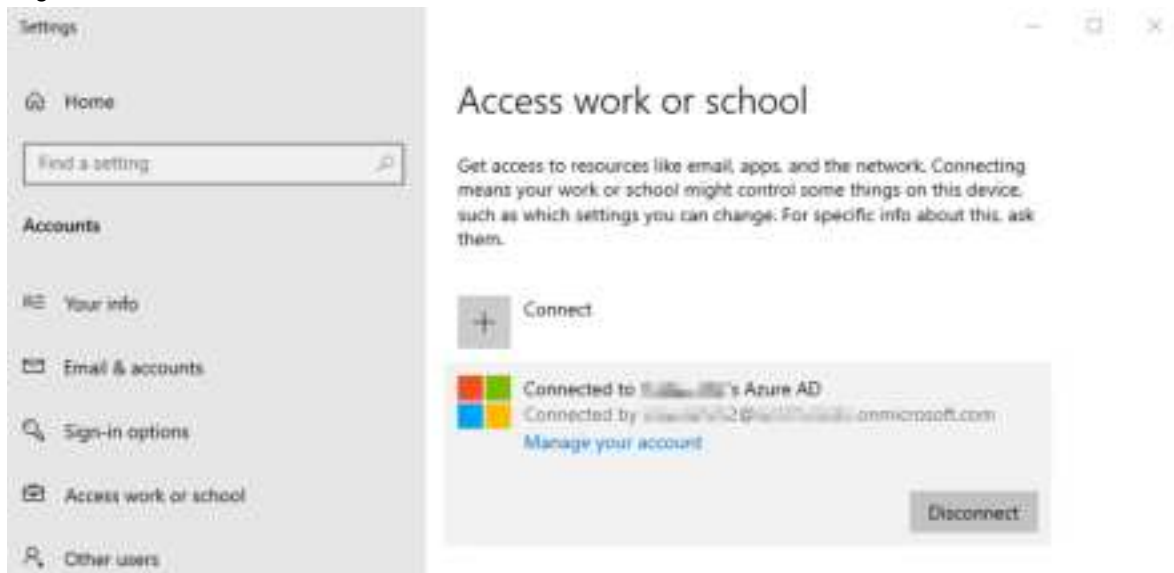 Settings
Home
Find a setting
Accounts
Your info
Email & accounts
Sign-in options
Access work or school
Other users
Access work or school
Get access to resources like email, apps, and the network. Connecting
means your work or school might control some things on this device,
such as which settings you can change. For specific info about this, ask
them.
Connect
Connected to 's Azure AD
Connected by 2@ .onmicrosoft.com
Manage your account
Disconnect